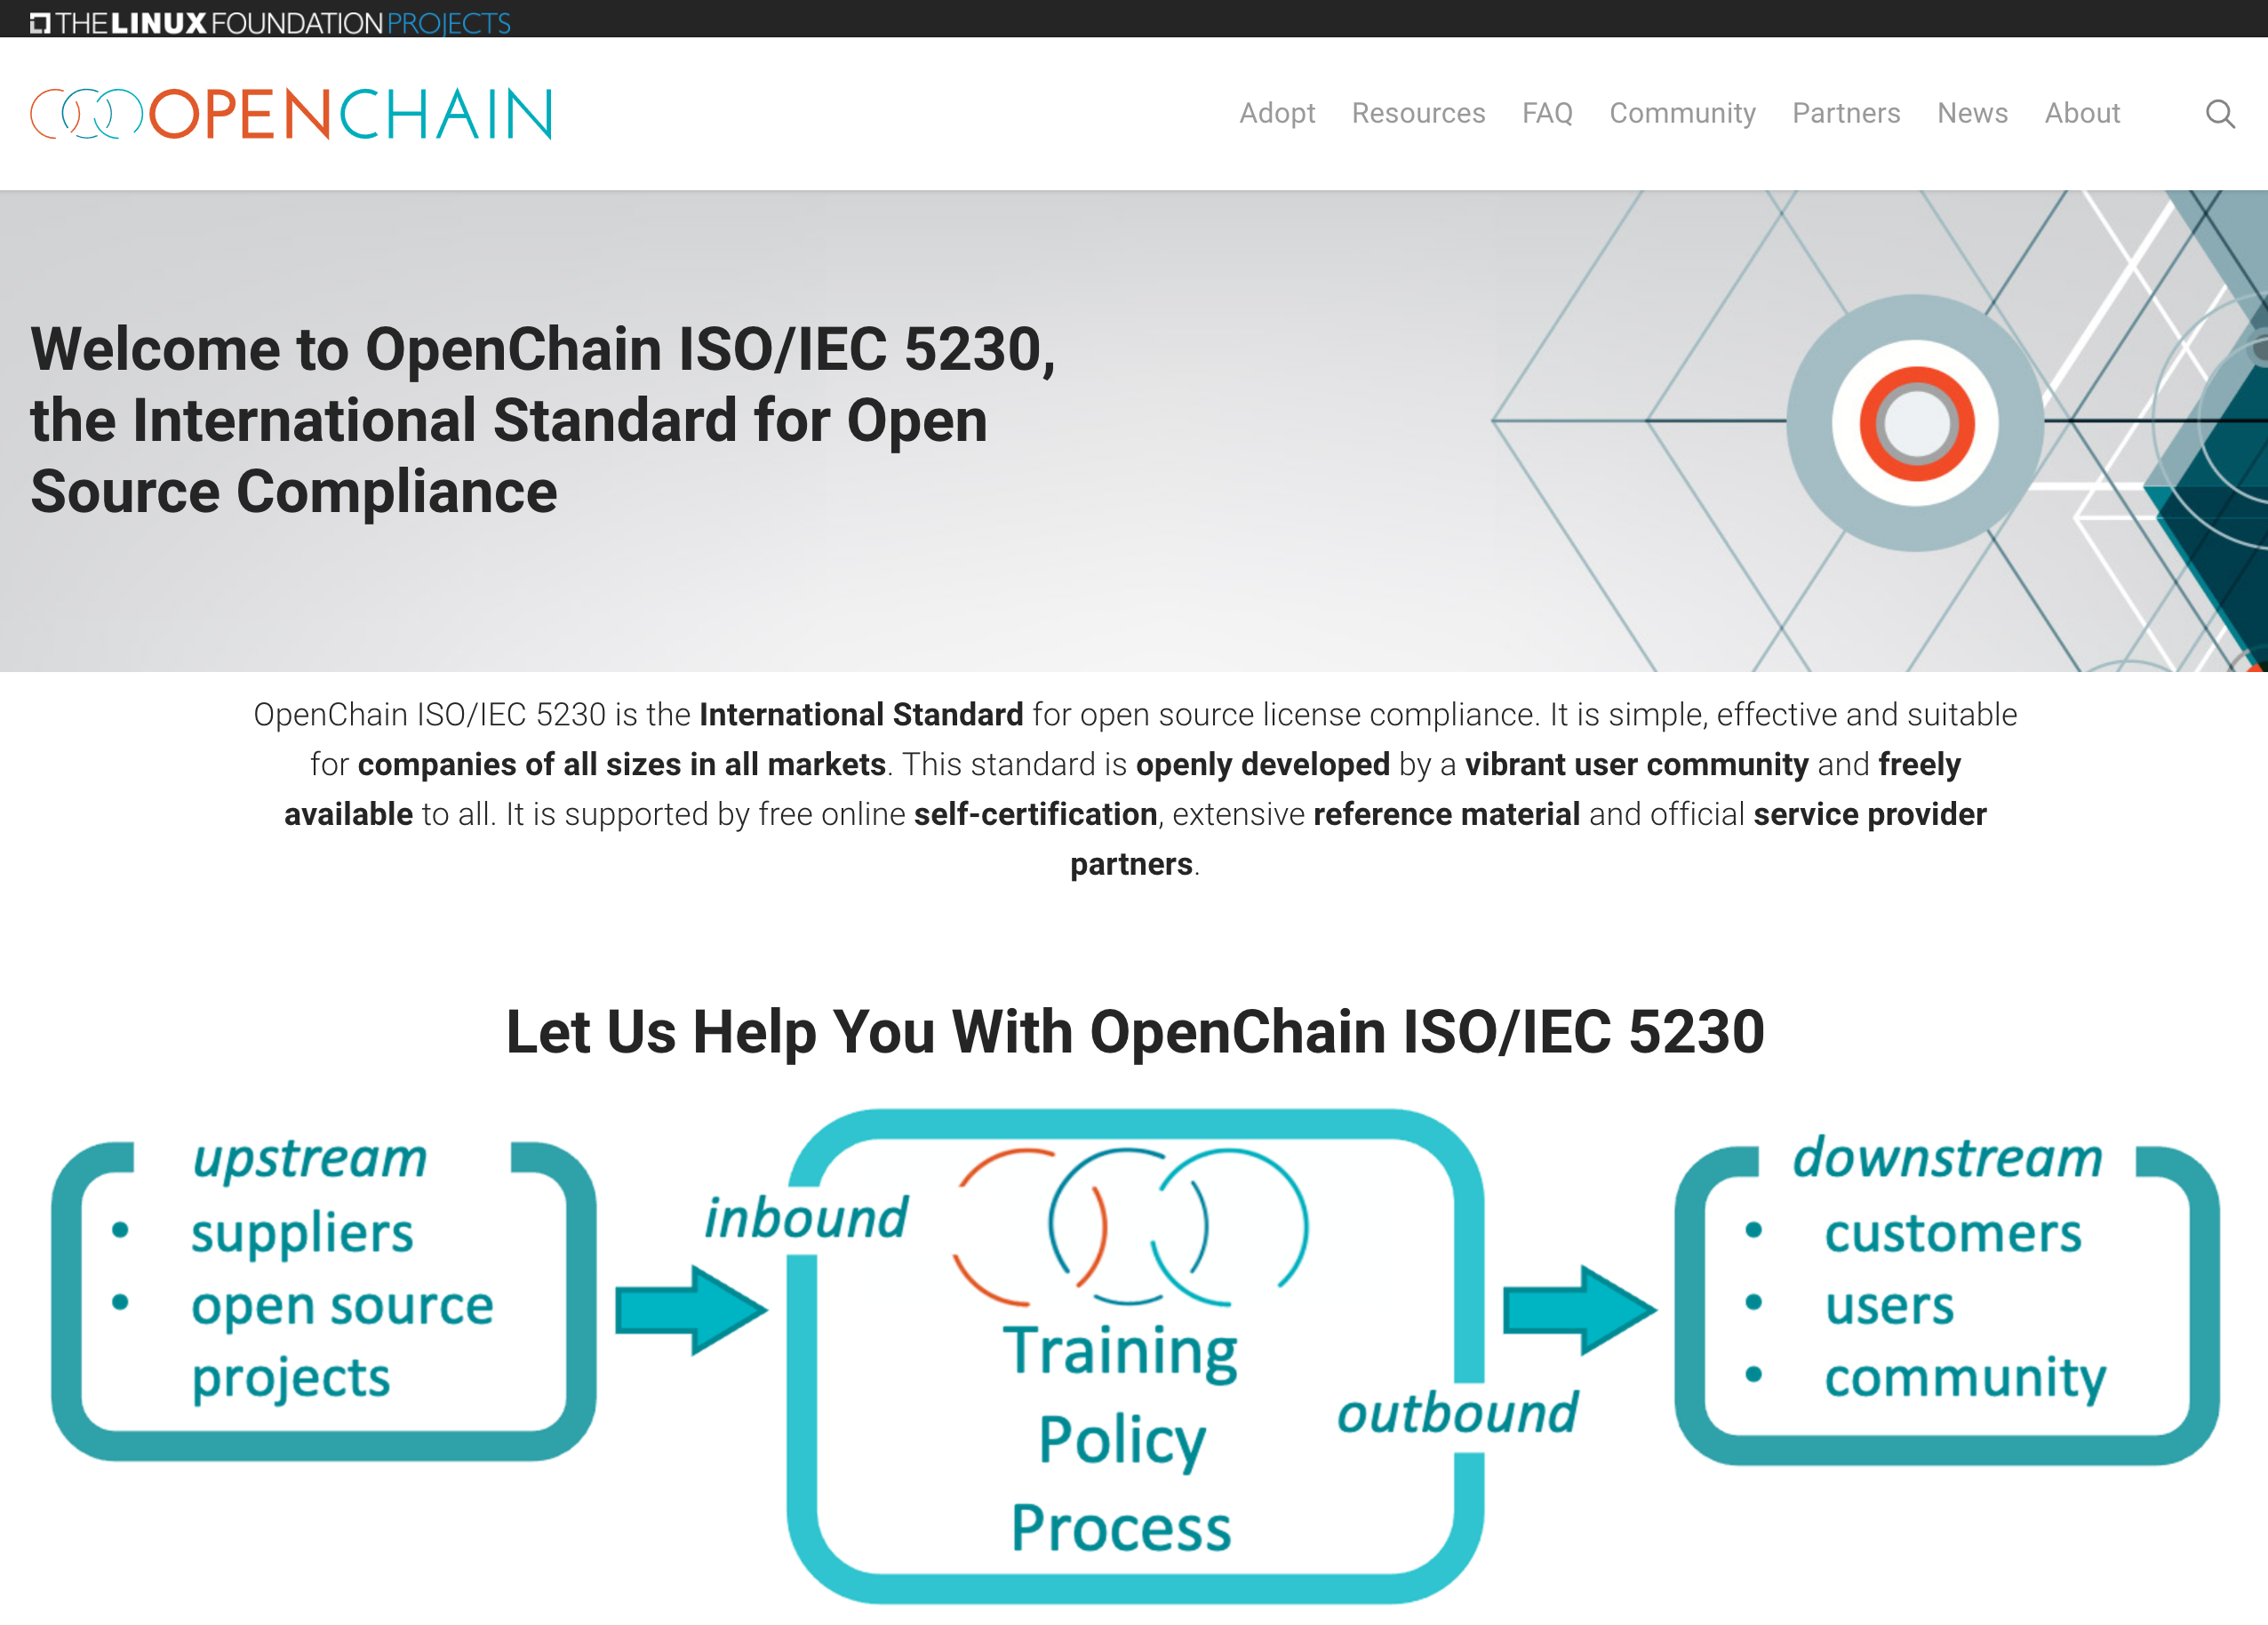 THE LINUX FOUNDATION PROJECTS
OPENCHAIN
Adopt Resources FAQ Community Partners News About
Welcome to OpenChain ISO/IEC 5230,
the International Standard for Open
Source Compliance
OpenChain ISO/IEC 5230 is the International Standard for open source license compliance. It is simple, effective and suitable
for companies of all sizes in all markets. This standard is openly developed by a vibrant user community and freely
available to all. It is supported by free online self-certification, extensive reference material and official service provider
partners.
Let Us Help You With OpenChain ISO/IEC 5230
upstream
• suppliers
• open source
projects
inbound
Training
Policy
Process
outbound
downstream
• customers
• users
• community